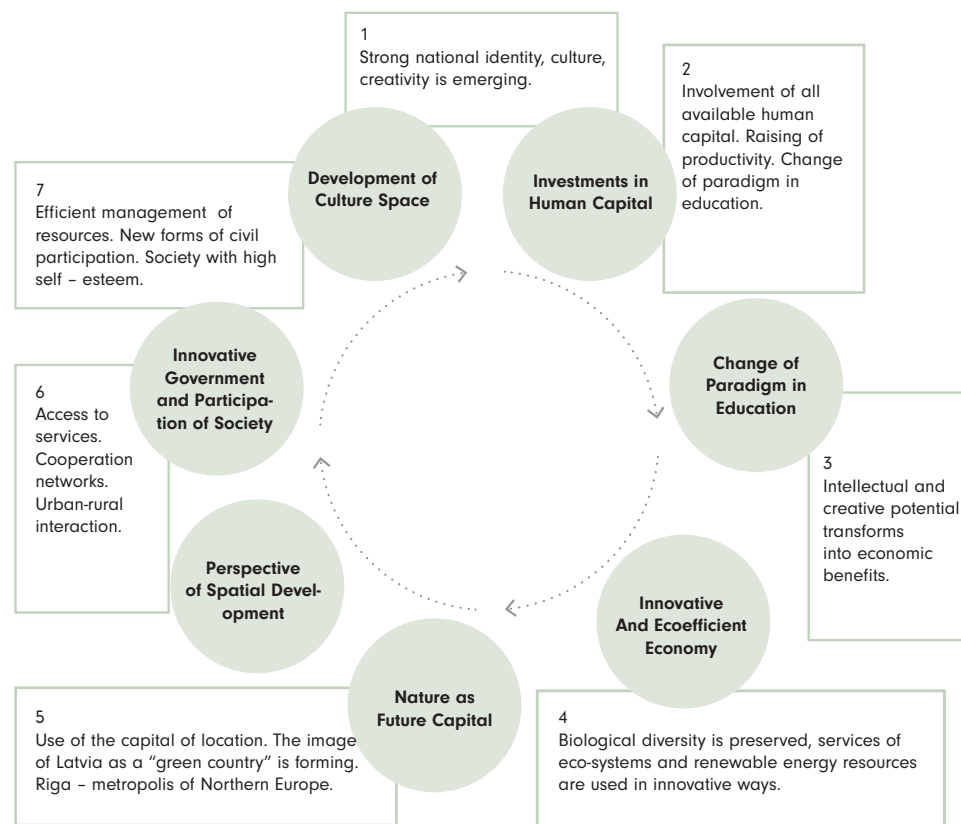 1
Strong national identity, culture,
creativity is emerging.
2
Involvement of all
available human
capital. Raising of
productivity. Change
of paradigm in
education.
Development of
Culture Space
Investments in
Human Capital
7
Efficient management  of
resources. New forms of civil
participation. Society with high
self – esteem.
Innovative
Government
and Participa-
tion of Society
Change of
Paradigm in
Education
6
Access to
services.
Cooperation
networks.
Urban-rural
interaction.
3
Intellectual and
creative potential
transforms
into economic
benefits.
Perspective
of Spatial Devel-
opment
Innovative
And Ecoefficient
Economy
Nature as
Future Capital
5
Use of the capital of location. The image
of Latvia as a “green country” is forming.
Riga – metropolis of Northern Europe.
4
Biological diversity is preserved, services of
eco-systems and renewable energy resources
are used in innovative ways.